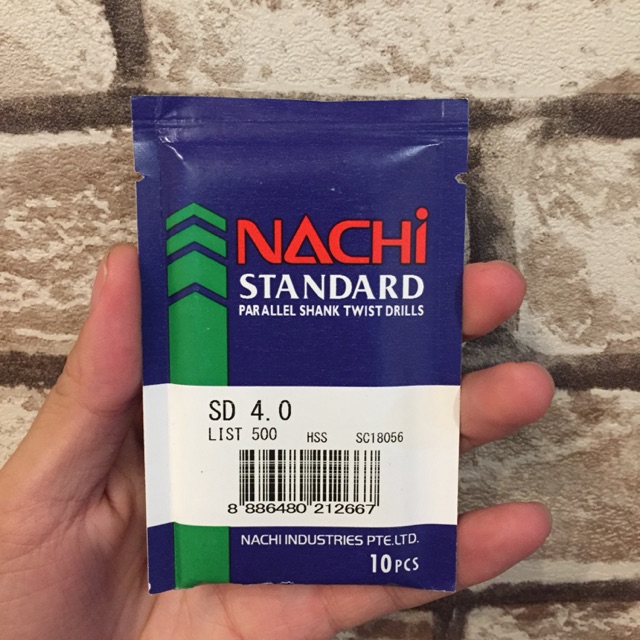 NACHi
STANDARD
PARALLEL SHANK TWIST DRILLS
SD 4.0
LIST 500 HSS SC18056
8 886480 212667
NACHI INDUSTRIES PTE.LTD.
10PCS